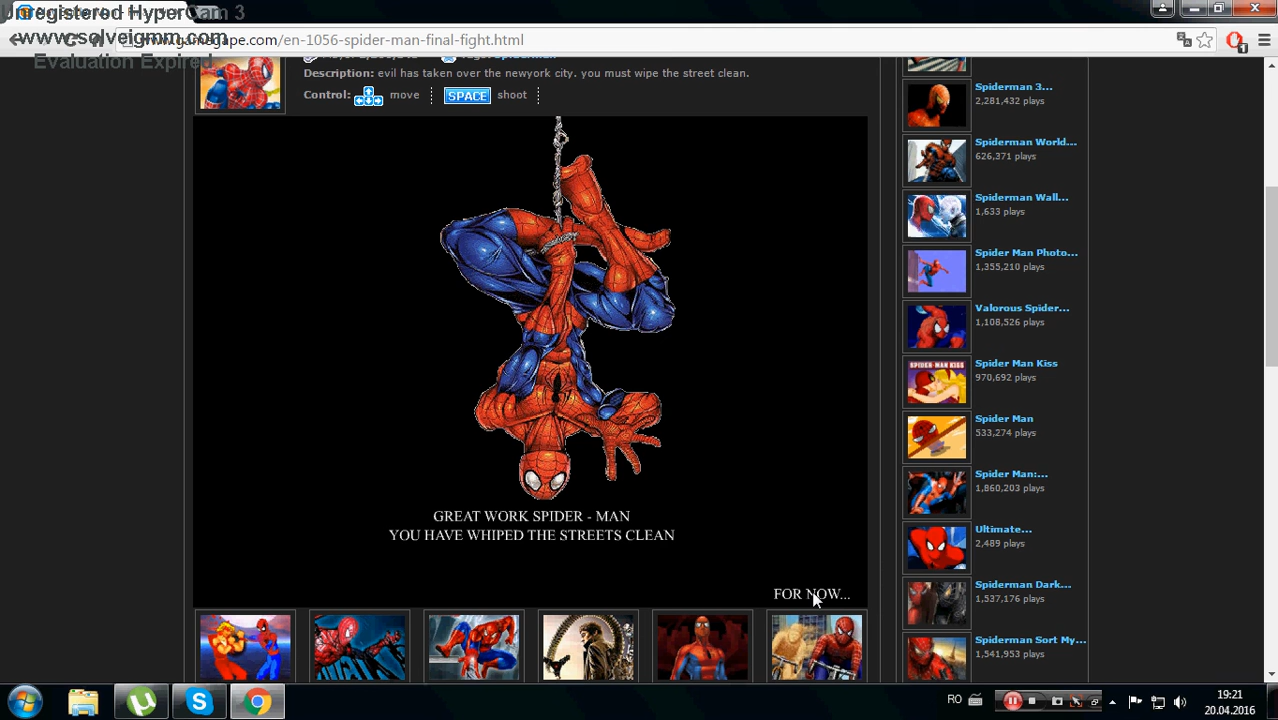 Unregistered HyperCam 3
www.solveigmm.com
Evaluation Expired
www.gamegape.com/en-1056-spider-man-final-fight.html
Description: evil has taken over the newyork city. you must wipe the street clean.
Control: move SPACE shoot
GREAT WORK SPIDER - MAN
YOU HAVE WHIPED THE STREETS CLEAN
FOR NOW...
Spiderman 3...
2,281,432 plays
Spiderman World...
626,371 plays
Spiderman Wall...
1,633 plays
Spider Man Photo...
1,355,210 plays
Valorous Spider...
1,108,526 plays
SPIDER-MAN KISS
Spider Man Kiss
970,692 plays
Spider Man
533,274 plays
Spider Man:...
1,860,203 plays
Ultimate...
2,489 plays
Spiderman Dark...
1,537,176 plays
Spiderman Sort My...
1,541,953 plays
RO
19:21
20.04.2016